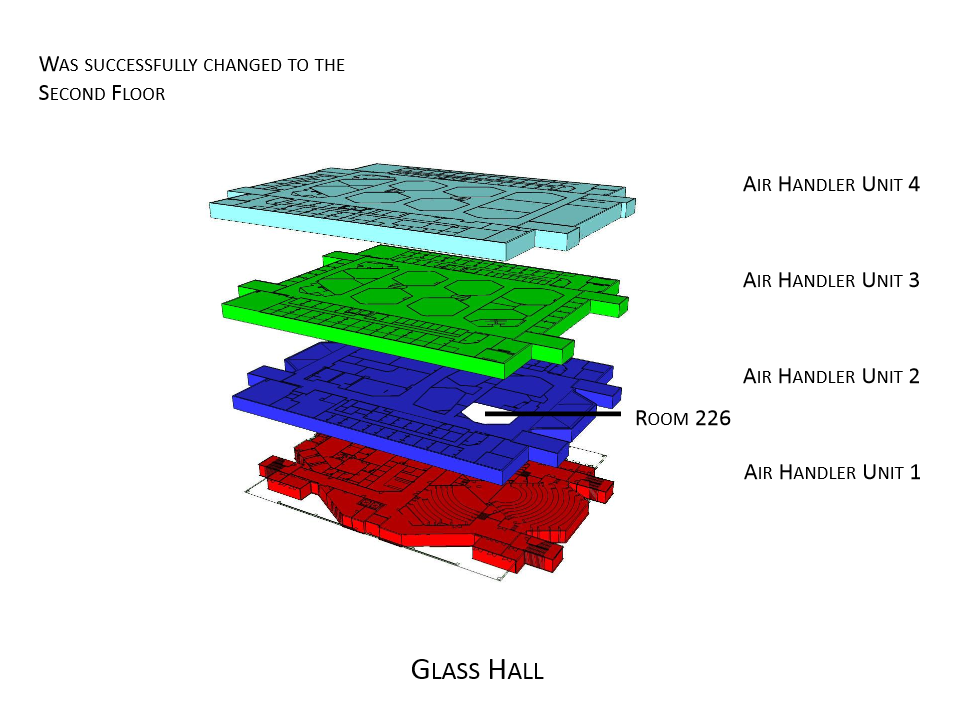 Was successfully changed to the
Second Floor
Air Handler Unit 4
Air Handler Unit 3
Air Handler Unit 2
Room 226
Air Handler Unit 1
Glass Hall